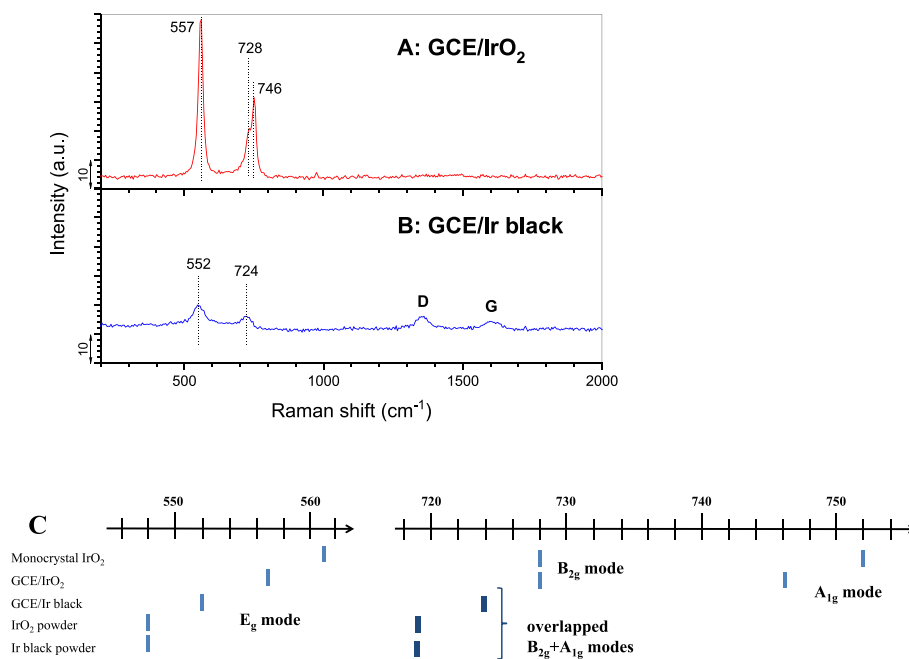 557
728
A: GCE/IrO2
746
10
Intensity (a.u.)
B: GCE/Ir black
552
724
D
G
10
500
1000
1500
2000
Raman shift (cm-1)
550
560
720
730
740
750
C
Monocrystal IrO2
B2g mode
GCE/IrO2
A1g mode
GCE/Ir black
Eg mode
IrO2 powder
overlapped
Ir black powder
B2g+A1g modes